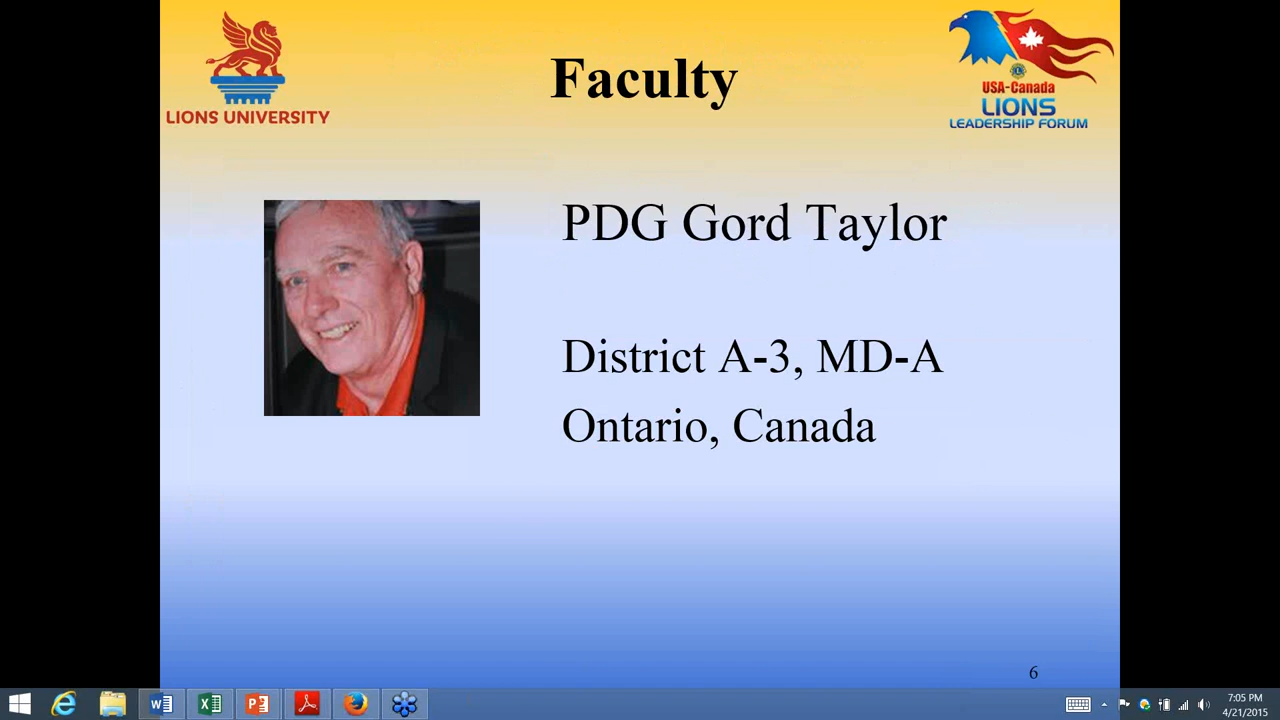 Faculty
LIONS UNIVERSITY
USA-Canada
LIONS
LEADERSHIP FORUM
PDG Gord Taylor
District A-3, MD-A
Ontario, Canada
6
7:05 PM
4/21/2015